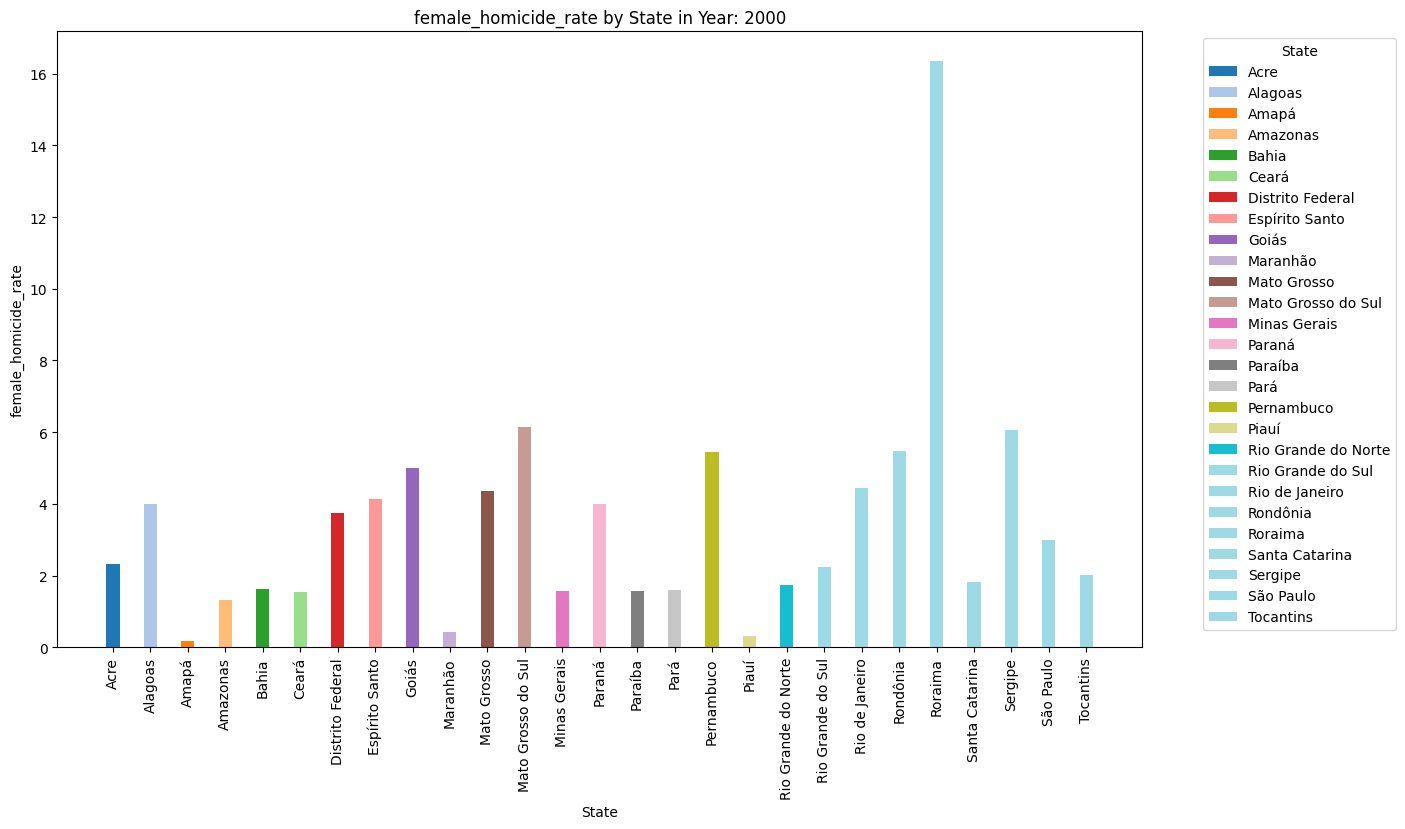 female_homicide_rate by State in Year: 2000
female_homicide_rate
16
14
12
10
8
6
4
2
0
Acre
Alagoas
Amapá
Amazonas
Bahia
Ceará
Distrito Federal
Espírito Santo
Goiás
Maranhão
Mato Grosso
Mato Grosso do Sul
Minas Gerais
Paraná
Paraíba
Pará
Pernambuco
Piauí
Rio Grande do Norte
Rio Grande do Sul
Rio de Janeiro
Rondônia
Roraima
Santa Catarina
Sergipe
São Paulo
Tocantins
State
State
Acre
Alagoas
Amapá
Amazonas
Bahia
Ceará
Distrito Federal
Espírito Santo
Goiás
Maranhão
Mato Grosso
Mato Grosso do Sul
Minas Gerais
Paraná
Paraíba
Pará
Pernambuco
Piauí
Rio Grande do Norte
Rio Grande do Sul
Rio de Janeiro
Rondônia
Roraima
Santa Catarina
Sergipe
São Paulo
Tocantins